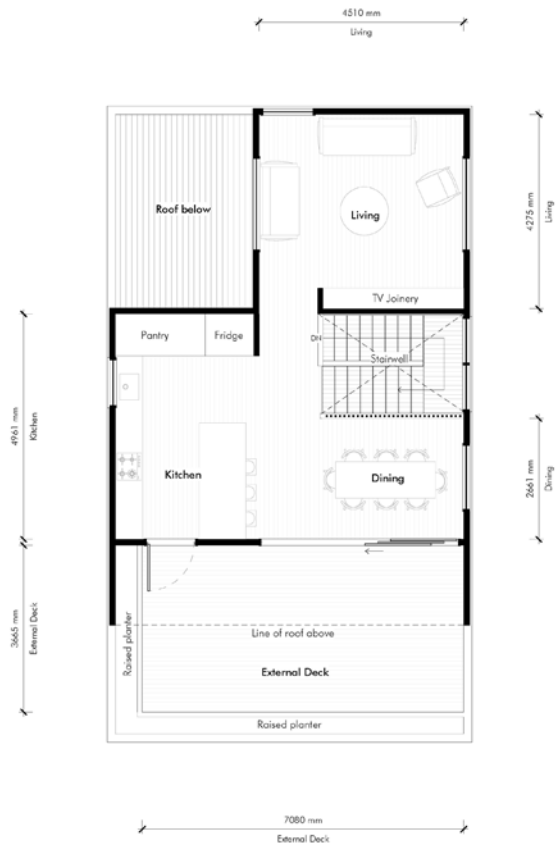 4510 mm
Living
Roof below
Living
4275 mm
Living
TV Joinery
Pantry
Fridge
DN
Stairwell
4961 mm
Kitchen
Kitchen
Dining
2661 mm
Dining
3665 mm
External Deck
Raised planter
Line of roof above
External Deck
Raised planter
7080 mm
External Deck